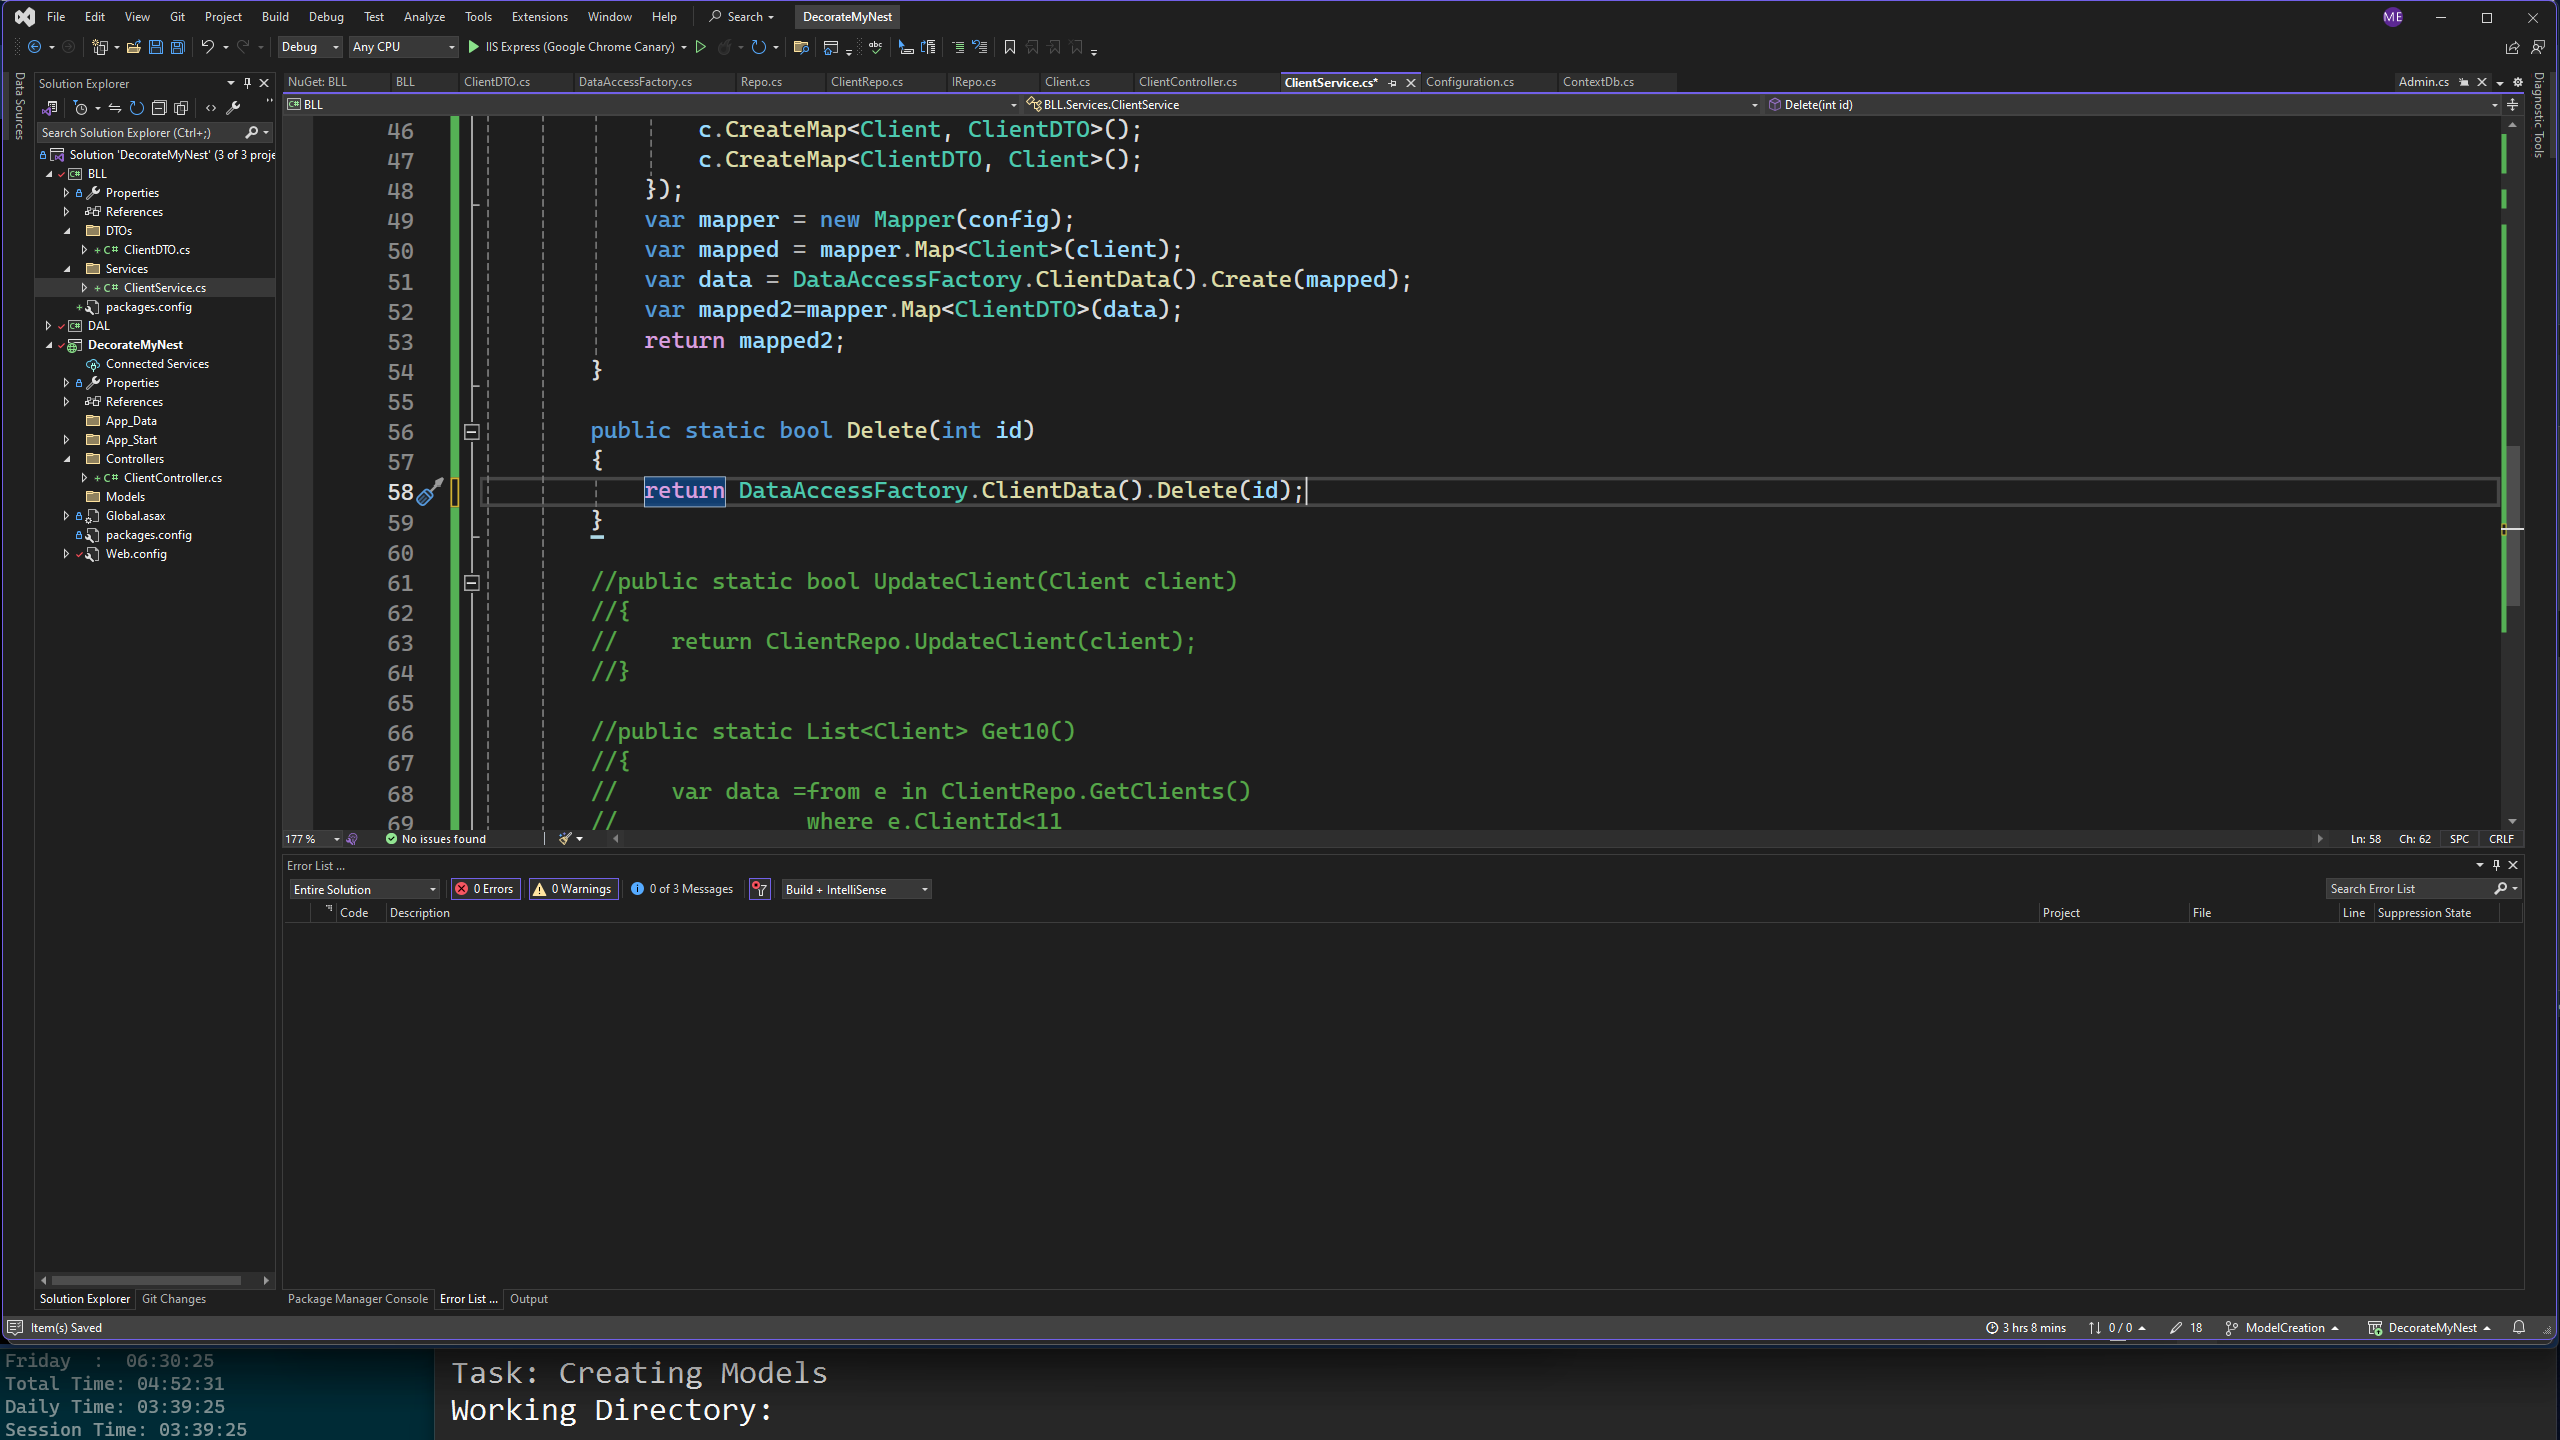 File Edit View Git Project Build Debug Test Analyze Tools Extensions Window Help Search DecorateMyNest ME
Debug Any CPU IIS Express (Google Chrome Canary)
Data Sources
Solution Explorer
Search Solution Explorer (Ctrl+;)
Solution 'DecorateMyNest' (3 of 3 proje
BLL
Properties
References
DTOs
+ C# ClientDTO.cs
Services
+ C# ClientService.cs
+ packages.config
DAL
DecorateMyNest
Connected Services
Properties
References
App_Data
App_Start
Controllers
+ C# ClientController.cs
Models
Global.asax
packages.config
Web.config
Solution Explorer Git Changes
NuGet: BLL BLL ClientDTO.cs DataAccessFactory.cs Repo.cs ClientRepo.cs IRepo.cs Client.cs ClientController.cs ClientService.cs* Configuration.cs ContextDb.cs Admin.cs
C# BLL BLL.Services.ClientService Delete(int id)
Diagnostic Tools
46 c.CreateMap<Client, ClientDTO>();
47 c.CreateMap<ClientDTO, Client>();
48 });
49 var mapper = new Mapper(config);
50 var mapped = mapper.Map<Client>(client);
51 var data = DataAccessFactory.ClientData().Create(mapped);
52 var mapped2=mapper.Map<ClientDTO>(data);
53 return mapped2;
54 }
55
56 public static bool Delete(int id)
57 {
58 return DataAccessFactory.ClientData().Delete(id);
59 }
60
61 //public static bool UpdateClient(Client client)
62 //{
63 //    return ClientRepo.UpdateClient(client);
64 //}
65
66 //public static List<Client> Get10()
67 //{
68 //    var data =from e in ClientRepo.GetClients()
69 //              where e.ClientId<11
177 % No issues found Ln: 58 Ch: 62 SPC CRLF
Error List ...
Entire Solution 0 Errors 0 Warnings 0 of 3 Messages Build + IntelliSense Search Error List
Code Description Project File Line Suppression State
Package Manager Console Error List ... Output
Item(s) Saved 3 hrs 8 mins 0 / 0 18 ModelCreation DecorateMyNest
Friday  :  06:30:25
Total Time: 04:52:31
Daily Time: 03:39:25
Session Time: 03:39:25
Task: Creating Models
Working Directory: